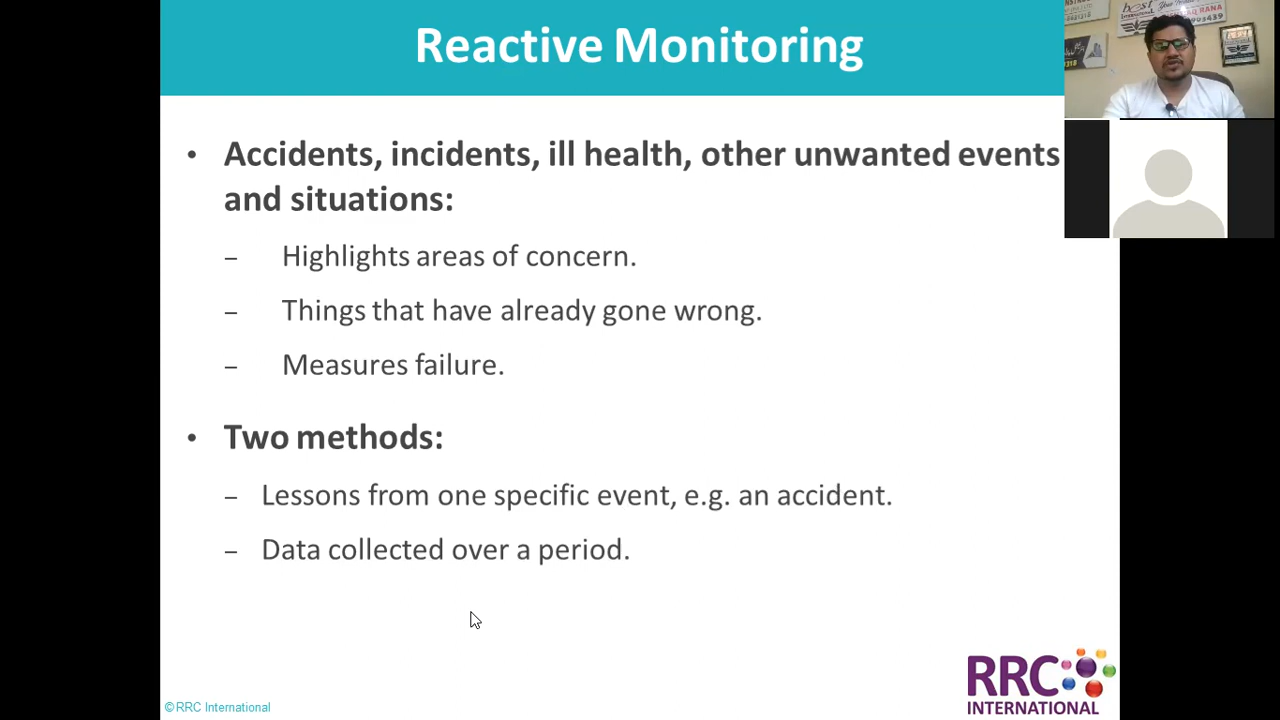 Reactive Monitoring
• Accidents, incidents, ill health, other unwanted events
and situations:
– Highlights areas of concern.
– Things that have already gone wrong.
– Measures failure.
• Two methods:
– Lessons from one specific event, e.g. an accident.
– Data collected over a period.
© RRC International
RRC
INTERNATIONAL
best
RANA